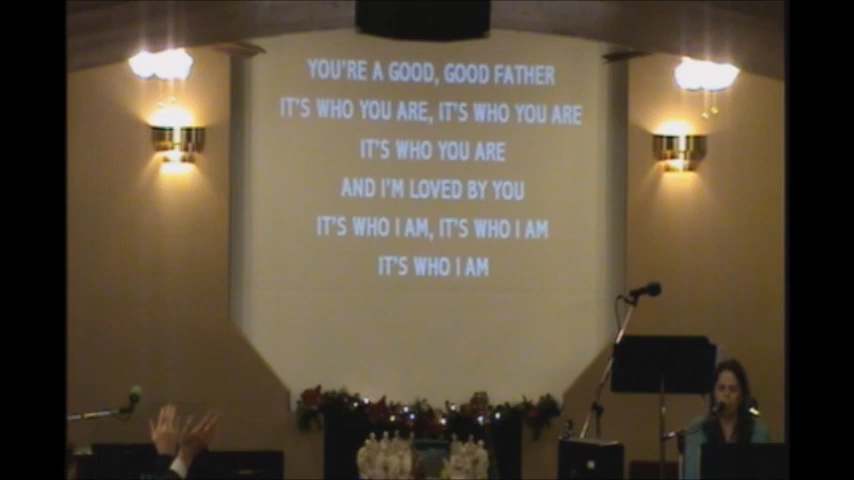 YOU'RE A GOOD, GOOD FATHER
IT'S WHO YOU ARE, IT'S WHO YOU ARE
IT'S WHO YOU ARE
AND I'M LOVED BY YOU
IT'S WHO I AM, IT'S WHO I AM
IT'S WHO I AM